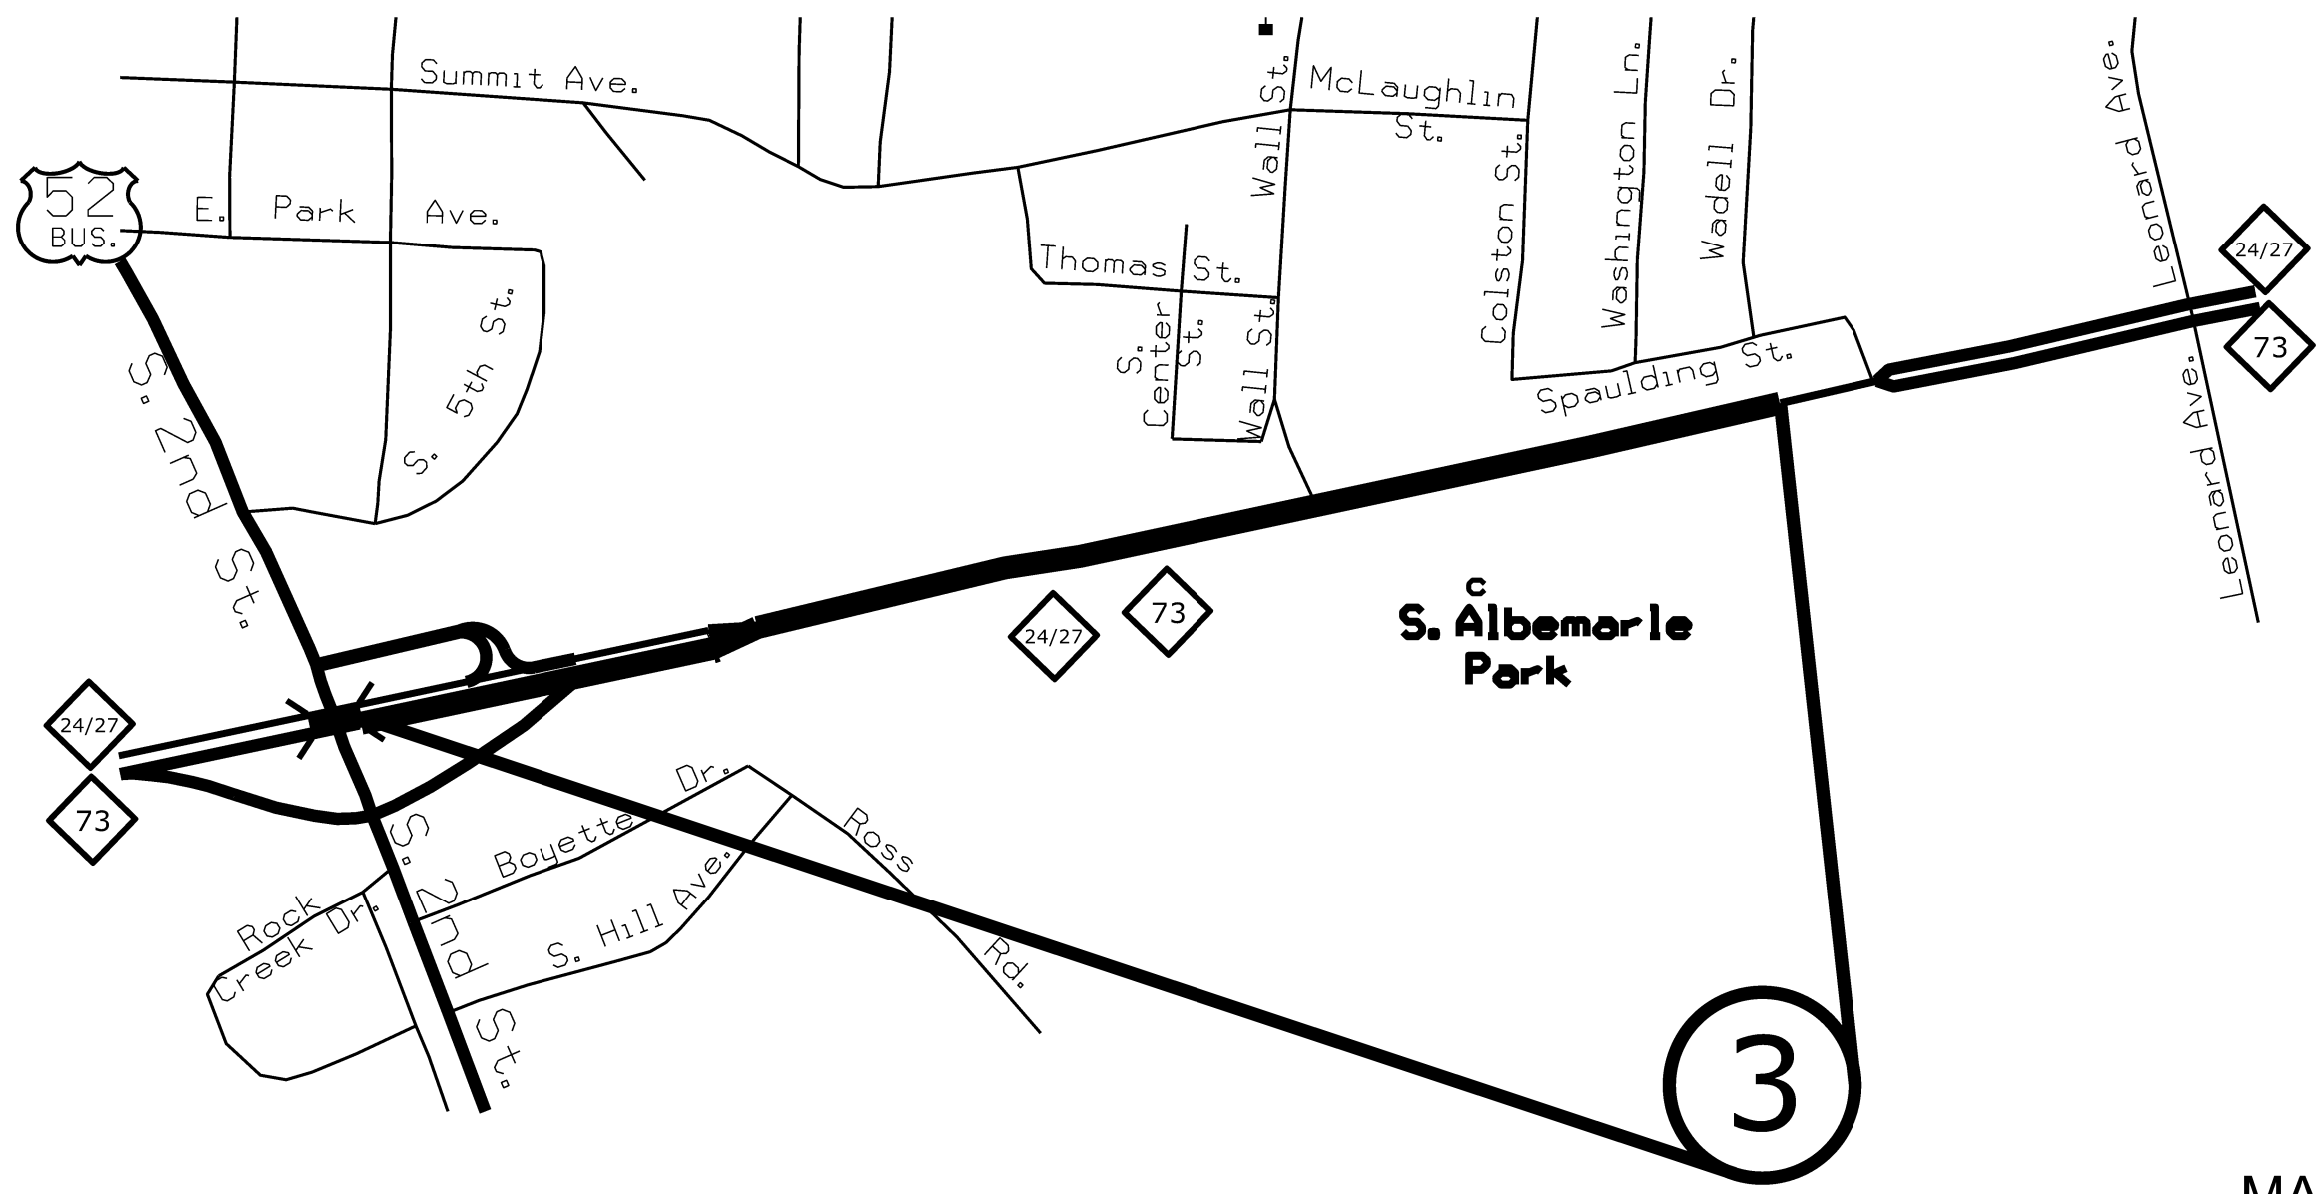 Summit Ave.
McLaughlin
St.
Wall St.
Colston St.
Washington Ln.
Wadell Dr.
Leonard Ave.
52
BUS.
E. Park Ave.
24/27
73
Thomas St.
S.
Center
St.
Wall St.
S. 5th St.
Spaulding St.
Leonard Ave.
S. 2nd St.
C
S. Albemarle
Park
24/27
73
24/27
73
Boyette Dr.
Ross Rd.
S. 2nd St.
S. Hill Ave.
Rock
Creek Dr.
3
MA